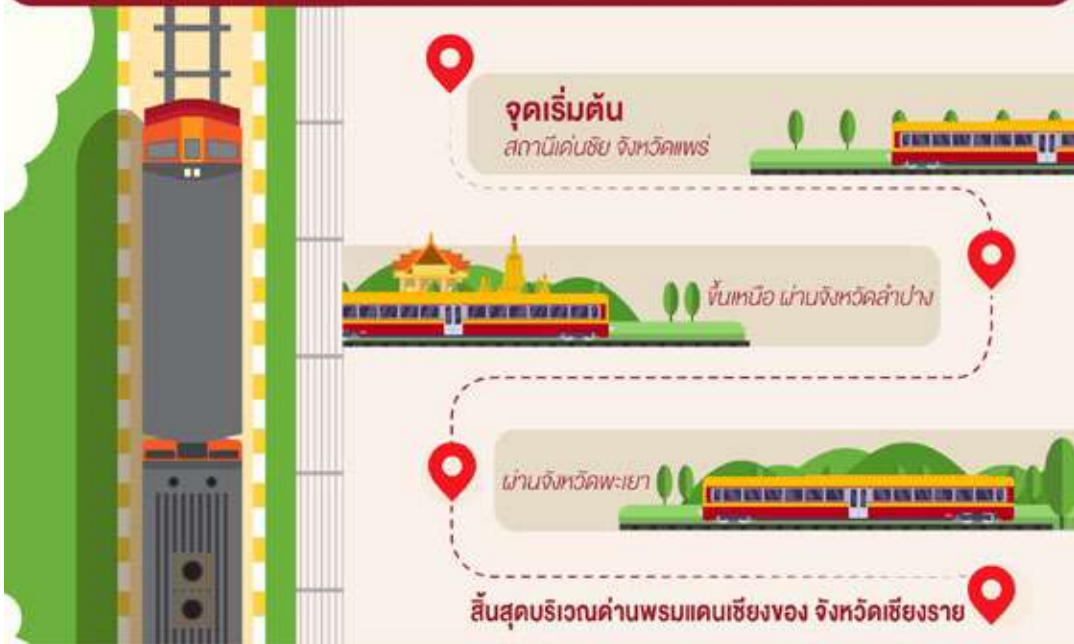 จุดเริ่มต้น
สถานีเด่นชัย จังหวัดแพร่
ขึ้นเหนือ ผ่านจังหวัดลำปาง
ผ่านจังหวัดพะเยา
สิ้นสุดบริเวณด่านพรมแดนเชียงของ จังหวัดเชียงราย